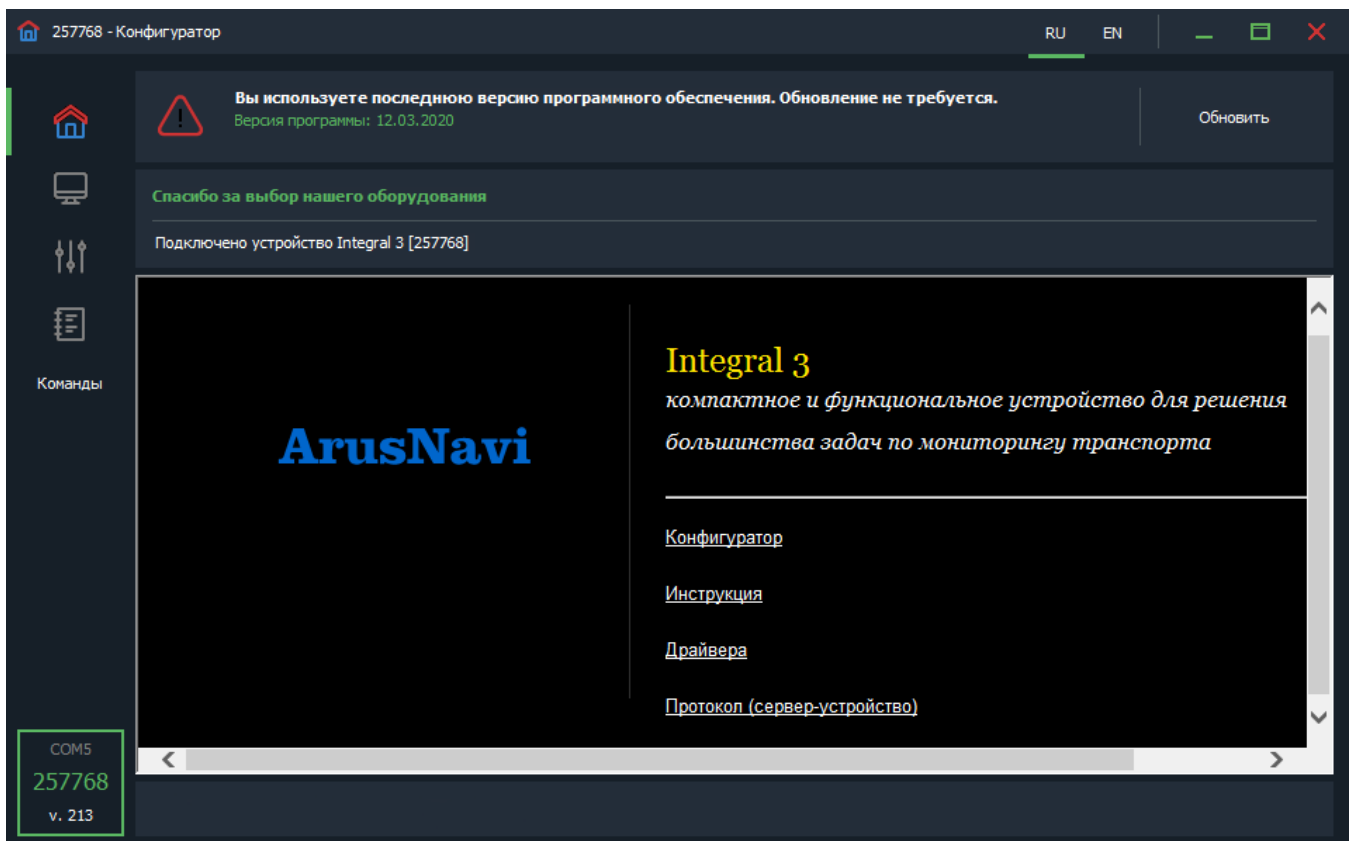 257768 - Конфигуратор
RU
EN
Вы используете последнюю версию программного обеспечения. Обновление не требуется.
Версия программы: 12.03.2020
Обновить
Спасибо за выбор нашего оборудования
Подключено устройство Integral 3 [257768]
Команды
ArusNavi
Integral 3
компактное и функциональное устройство для решения
большинства задач по мониторингу транспорта
Конфигуратор
Инструкция
Драйвера
Протокол (сервер-устройство)
COM5
257768
v. 213